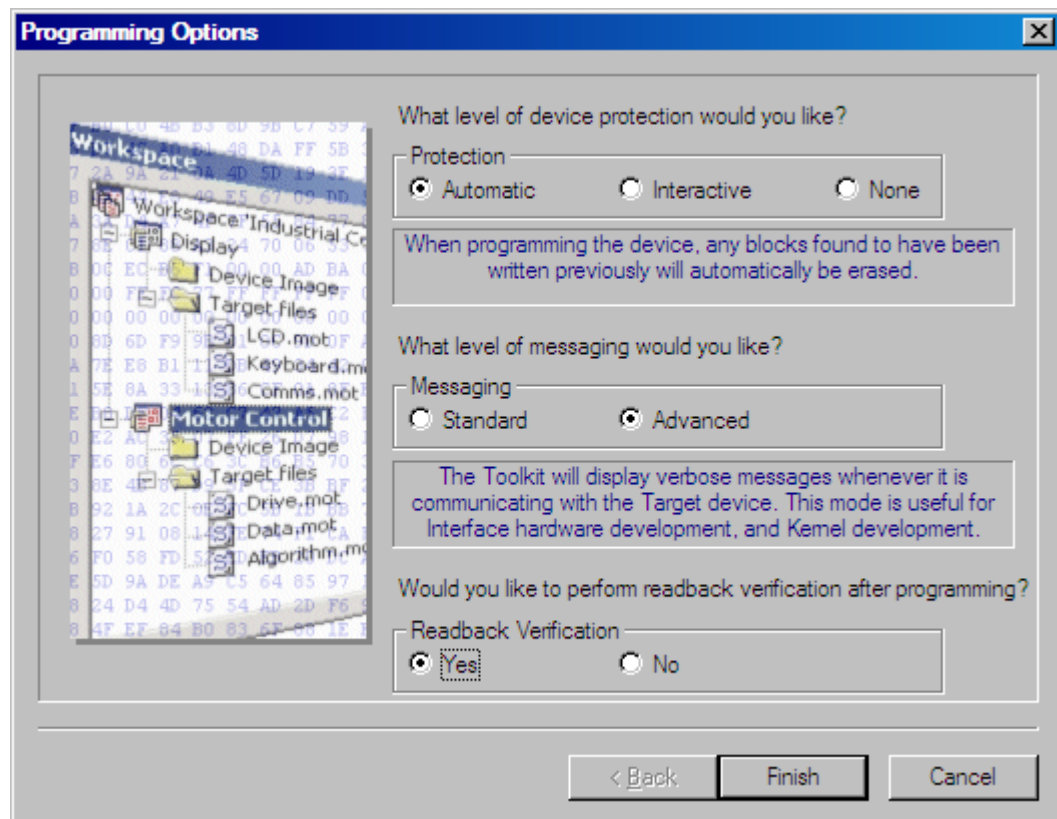 Programming Options
What level of device protection would you like?
Protection
Automatic Interactive None
When programming the device, any blocks found to have been
written previously will automatically be erased.
What level of messaging would you like?
Messaging
Standard Advanced
The Toolkit will display verbose messages whenever it is
communicating with the Target device. This mode is useful for
Interface hardware development, and Kernel development.
Would you like to perform readback verification after programming?
Readback Verification
Yes No
Workspace
Workspace 'Industrial
Display
Device Image
Target files
LCD.mot
Keyboard.m
Comms.mot
Motor Control
Device Image
Target files
Drive.mot
Data.mot
Algorithm.m
< Back Finish Cancel